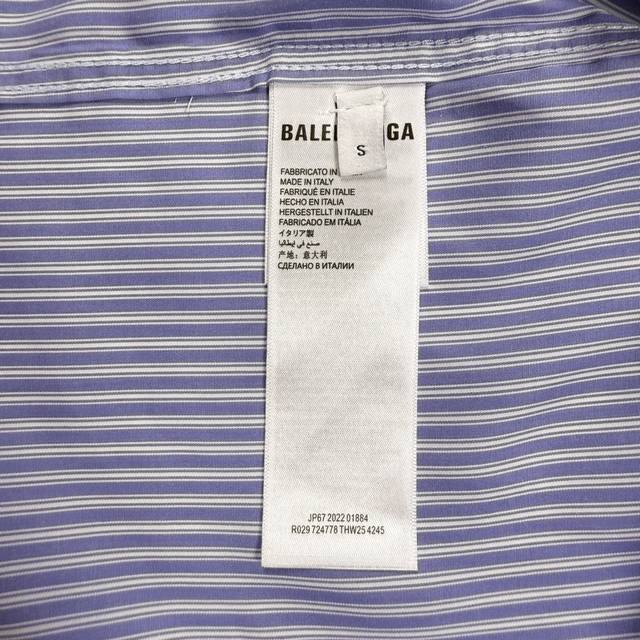 BALE GA
S
FABBRICATO IN
MADE IN ITALY
FABRIQUÉ EN ITALIE
HECHO EN ITALIA
HERGESTELLT IN ITALIEN
FABRICADO EM ITÁLIA
イタリア製
صنع في إيطاليا
产地：意大利
СДЕЛАНО В ИТАЛИИ
JP67 2022 01884
R029 724778 THW25 4245